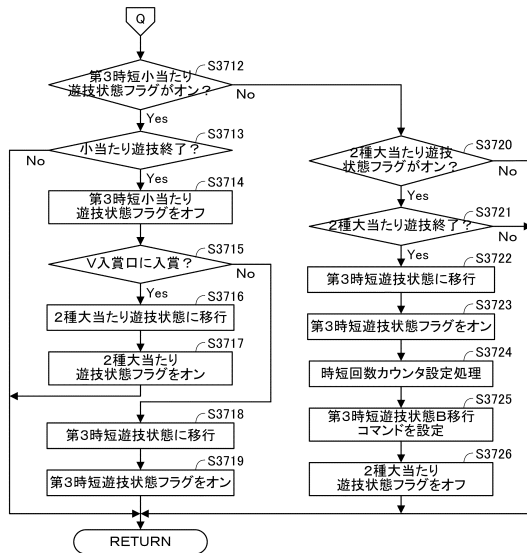 Q
S3712
第3時短小当たり
遊技状態フラグがオン？
No
Yes
S3713
小当たり遊技終了？
No
Yes
S3714
第3時短小当たり
遊技状態フラグをオフ
S3715
V入賞口に入賞？
No
Yes
S3716
2種大当たり遊技状態に移行
S3717
2種大当たり
遊技状態フラグをオン
S3718
第3時短遊技状態に移行
S3719
第3時短遊技状態フラグをオン
RETURN
S3720
2種大当たり遊技
状態フラグがオン？
No
Yes
S3721
2種大当たり遊技終了？
No
Yes
S3722
第3時短遊技状態に移行
S3723
第3時短遊技状態フラグをオン
S3724
時短回数カウンタ設定処理
S3725
第3時短遊技状態B移行
コマンドを設定
S3726
2種大当たり
遊技状態フラグをオフ